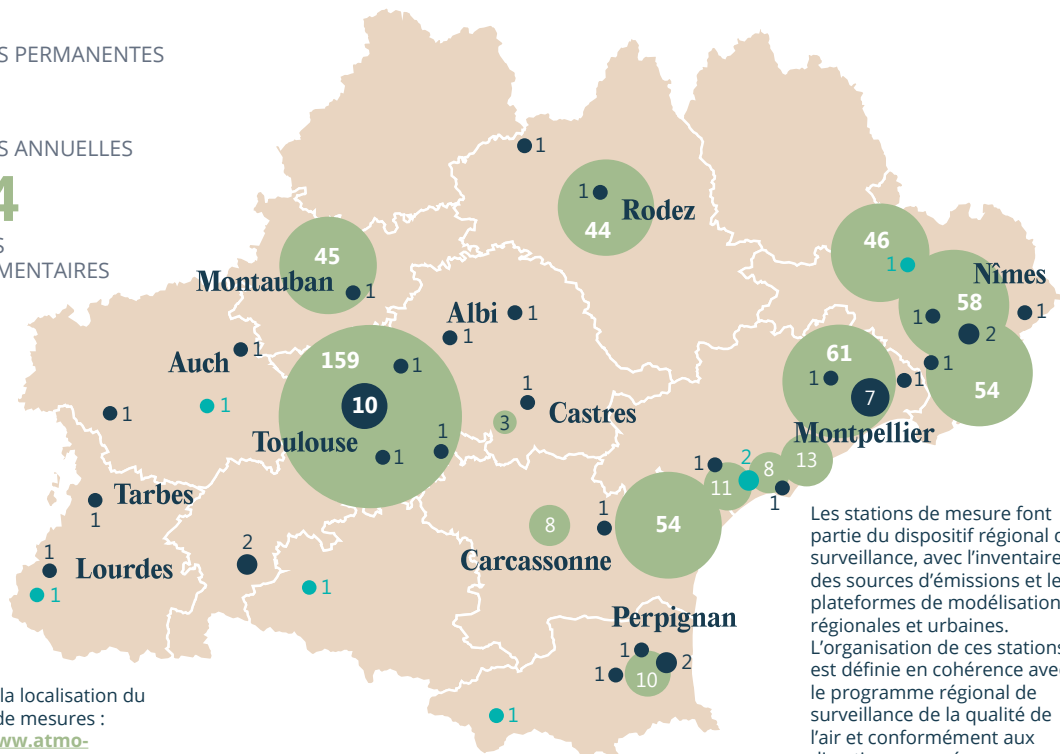 S PERMANENTES
S ANNUELLES
4
S
MENTAIRES
1
1
Rodez
44
45
Montauban
1
46
1
Nîmes
58
1
1
2
Albi
1
1
Auch
1
159
1
10
Toulouse
1
1
1
1
1
Castres
3
61
1
7
1
1
54
Montpellier
13
8
2
1
11
1
Tarbes
1
1
Lourdes
1
2
1
8
1
Carcassonne
54
Perpignan
1
2
1
10
1
Les stations de mesure font
partie du dispositif régional
surveillance, avec l'inventaire
des sources d'émissions et
plateformes de modélisation
régionales et urbaines.
L'organisation de ces stations
est définie en cohérence
le programme régional de
surveillance de la qualité de
l'air et conformément aux
la localisation du
de mesures :
ww.atmo-